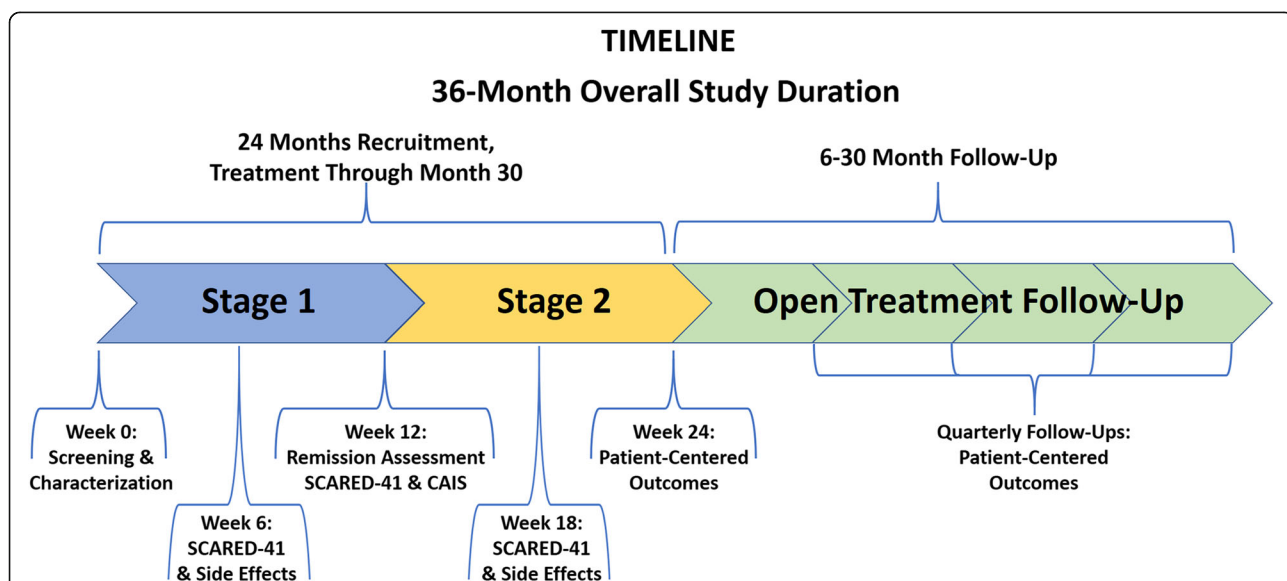 TIMELINE
36-Month Overall Study Duration
24 Months Recruitment,
Treatment Through Month 30
6-30 Month Follow-Up
Stage 1
Stage 2
Open Treatment Follow-Up
Week 0:
Screening &
Characterization
Week 6:
SCARED-41
& Side Effects
Week 12:
Remission Assessment
SCARED-41 & CAIS
Week 18:
SCARED-41
& Side Effects
Week 24:
Patient-Centered
Outcomes
Quarterly Follow-Ups:
Patient-Centered
Outcomes